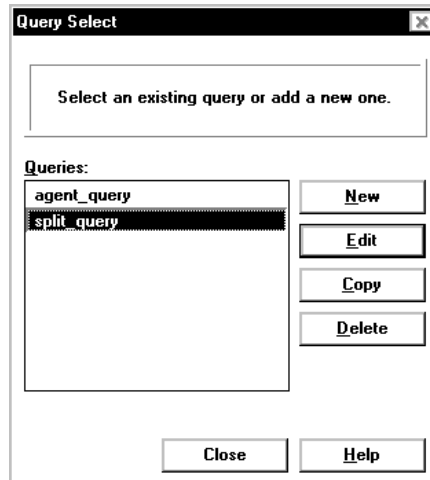 Query Select
Select an existing query or add a new one.
Queries:
agent_query
split_query
New
Edit
Copy
Delete
Close
Help